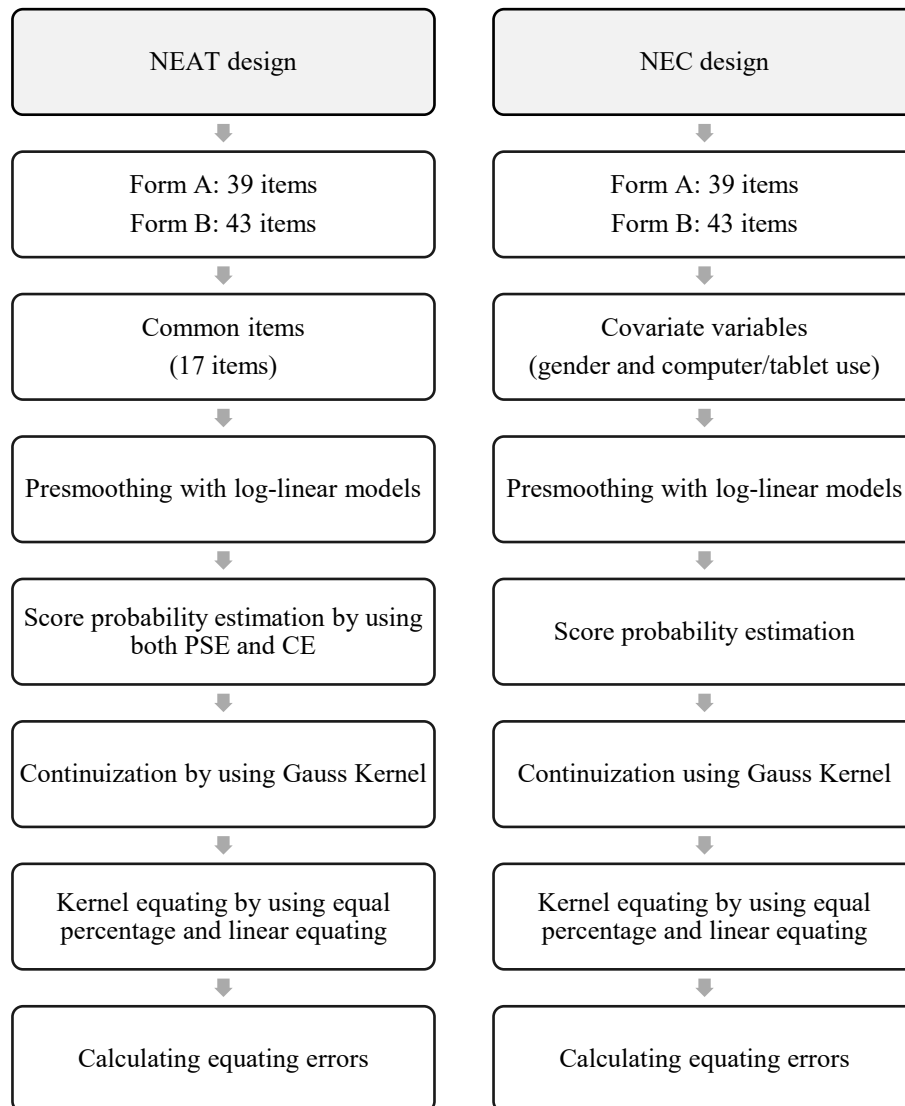 NEAT design
Form A: 39 items
Form B: 43 items
Common items
(17 items)
Presmoothing with log-linear models
Score probability estimation by using
both PSE and CE
Continuization by using Gauss Kernel
Kernel equating by using equal
percentage and linear equating
Calculating equating errors
NEC design
Form A: 39 items
Form B: 43 items
Covariate variables
(gender and computer/tablet use)
Presmoothing with log-linear models
Score probability estimation
Continuization using Gauss Kernel
Kernel equating by using equal
percentage and linear equating
Calculating equating errors